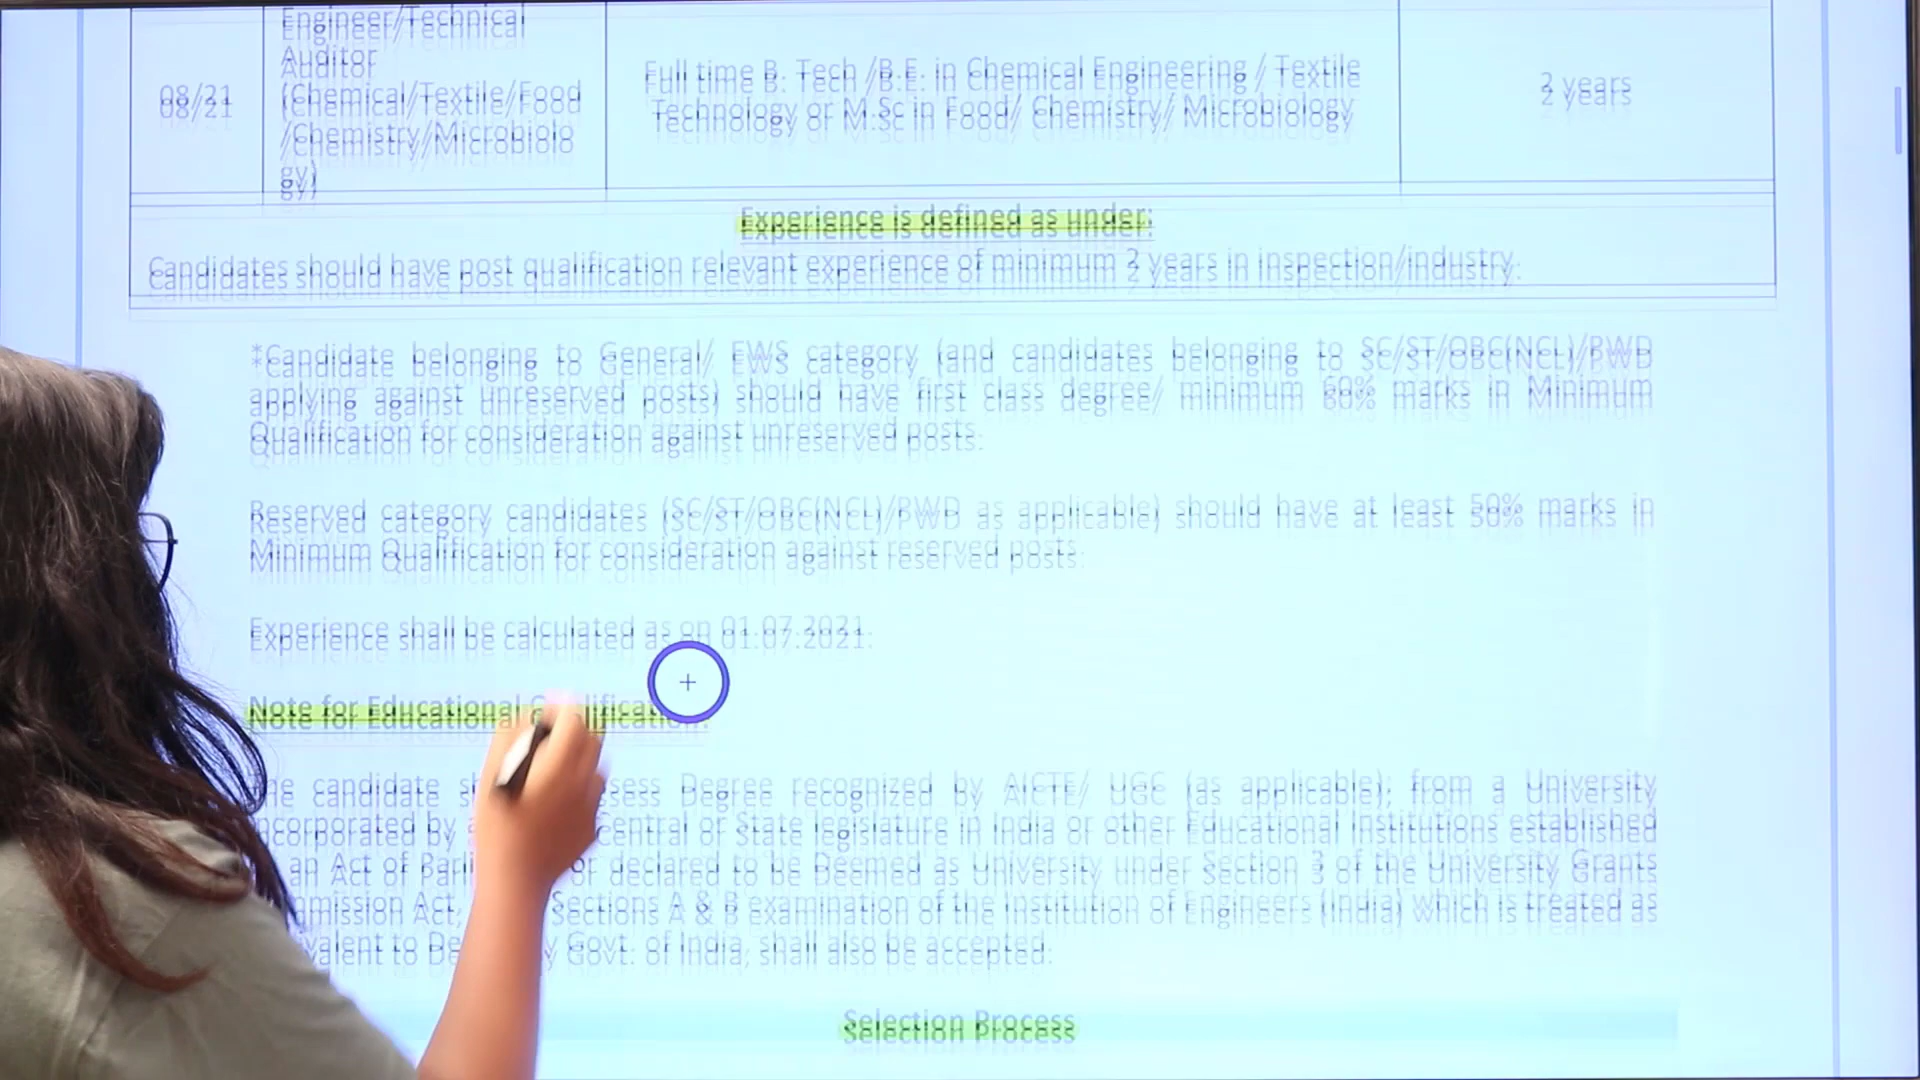 Engineer/Technical
Auditor
(Chemical/Textile/Food
/Chemistry/Microbiolo
gy)
08/21
Full time B. Tech /B.E. in Chemical Engineering / Textile
Technology or M.Sc in Food/ Chemistry/ Microbiology
2 years
Experience is defined as under:
Candidates should have post qualification relevant experience of minimum 2 years in inspection/industry.
*Candidate belonging to General/ EWS category (and candidates belonging to SC/ST/OBC(NCL)/PWD
applying against unreserved posts) should have first class degree/ minimum 60% marks in Minimum
Qualification for consideration against unreserved posts.
Reserved category candidates (SC/ST/OBC(NCL)/PWD as applicable) should have at least 50% marks in
Minimum Qualification for consideration against reserved posts.
Experience shall be calculated as on 01.07.2021.
Note for Educational Qualification:
candidate Degree recognized by AICTE/ UGC (as applicable); from a University
by Central or State legislature in India or other Educational Institutions established
an Act of or declared to be Deemed as University under Section 3 of the University Grants
Act, Sections A & B examination of the Institution of Engineers (India) which is treated as
to Govt. of India, shall also be accepted.
Selection Process